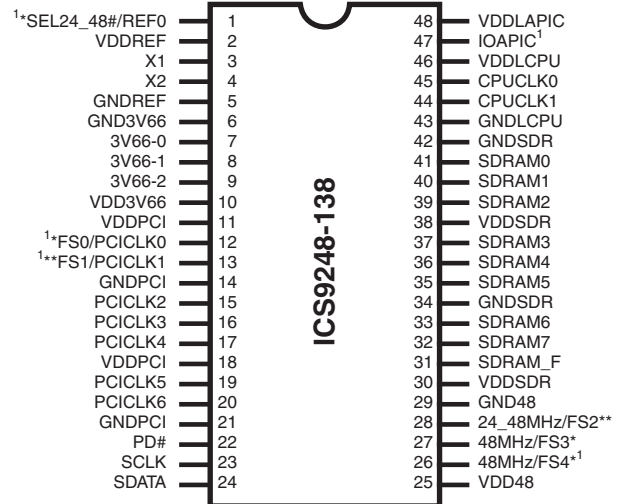 ¹*SEL24_48#/REF0 1 48 VDDLAPIC
VDDREF 2 47 IOAPIC¹
X1 3 46 VDDLCPU
X2 4 45 CPUCLK0
GNDREF 5 44 CPUCLK1
GND3V66 6 43 GNDLCPU
3V66-0 7 42 GNDSDR
3V66-1 8 41 SDRAM0
3V66-2 9 40 SDRAM1
VDD3V66 10 39 SDRAM2
VDDPCI 11 38 VDDSDR
¹*FS0/PCICLK0 12 37 SDRAM3
¹**FS1/PCICLK1 13 36 SDRAM4
GNDPCI 14 35 SDRAM5
PCICLK2 15 34 GNDSDR
PCICLK3 16 33 SDRAM6
PCICLK4 17 32 SDRAM7
VDDPCI 18 31 SDRAM_F
PCICLK5 19 30 VDDSDR
PCICLK6 20 29 GND48
GNDPCI 21 28 24_48MHz/FS2**
PD# 22 27 48MHz/FS3*
SCLK 23 26 48MHz/FS4*¹
SDATA 24 25 VDD48
ICS9248-138